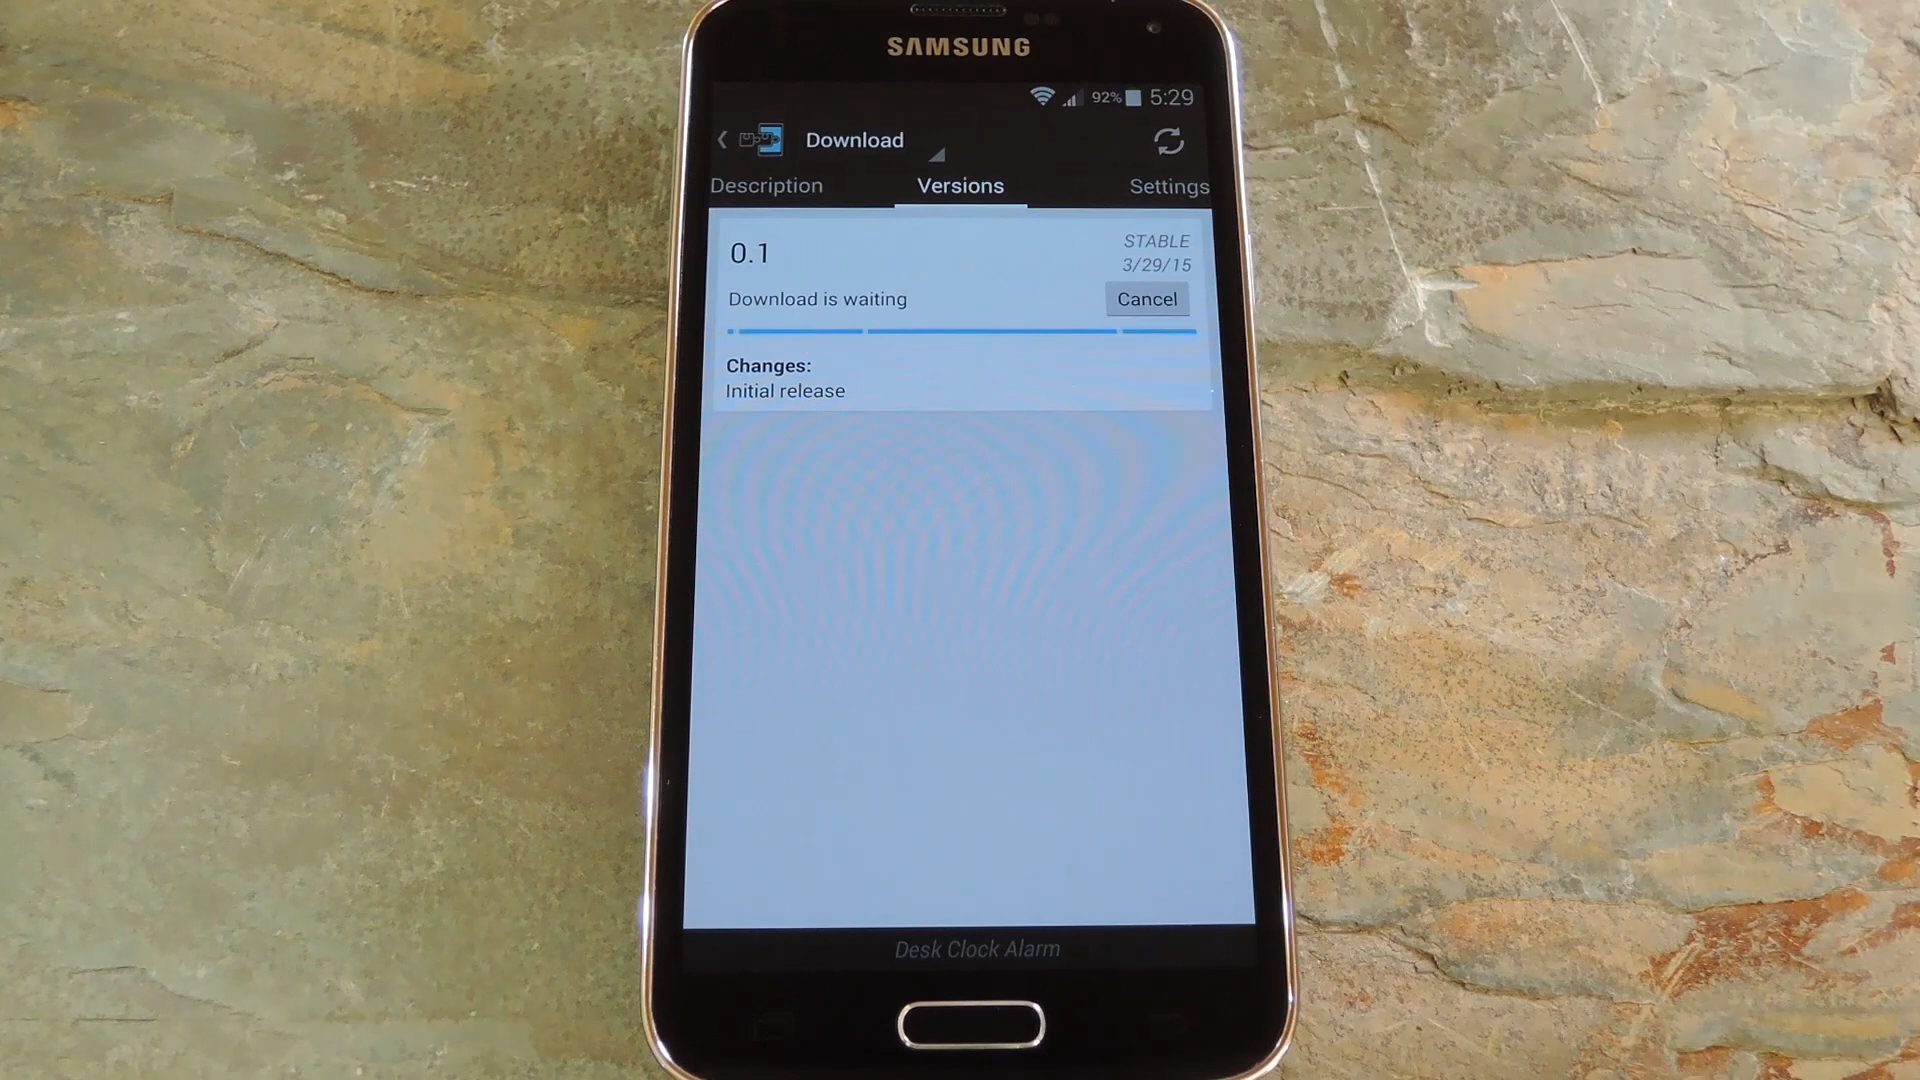 SAMSUNG
92% 5:29
Download
Description Versions Settings
0.1
STABLE
3/29/15
Download is waiting
Cancel
Changes:
Initial release
Desk Clock Alarm